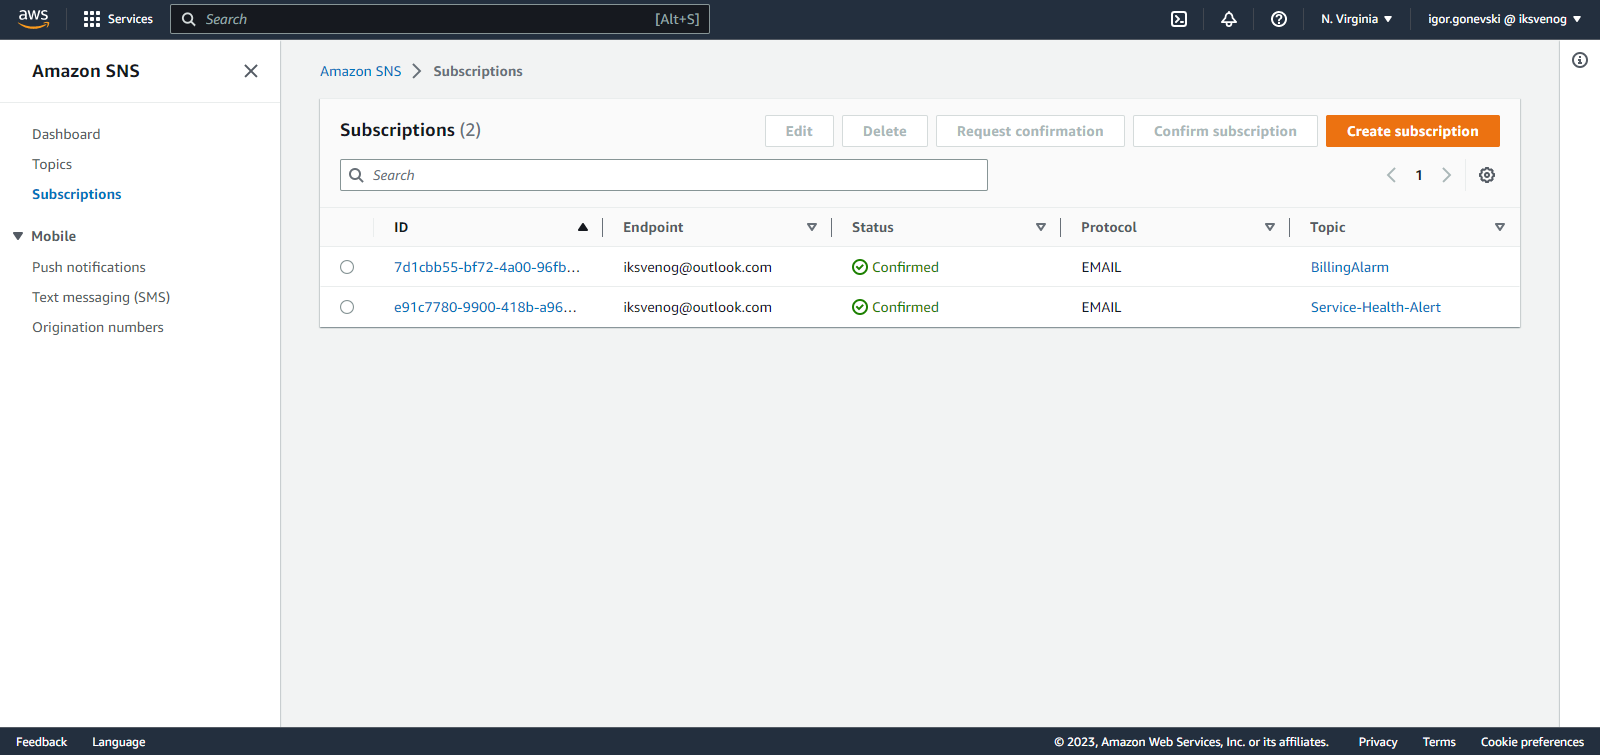 aws Services Search [Alt+S] N. Virginia igor.gonevski @ iksvenog
Amazon SNS
Dashboard
Topics
Subscriptions
Mobile
Push notifications
Text messaging (SMS)
Origination numbers
Amazon SNS > Subscriptions
Subscriptions (2) Edit Delete Request confirmation Confirm subscription Create subscription
Search 1
ID Endpoint Status Protocol Topic
7d1cbb55-bf72-4a00-96fb... iksvenog@outlook.com Confirmed EMAIL BillingAlarm
e91c7780-9900-418b-a96... iksvenog@outlook.com Confirmed EMAIL Service-Health-Alert
Feedback Language © 2023, Amazon Web Services, Inc. or its affiliates. Privacy Terms Cookie preferences